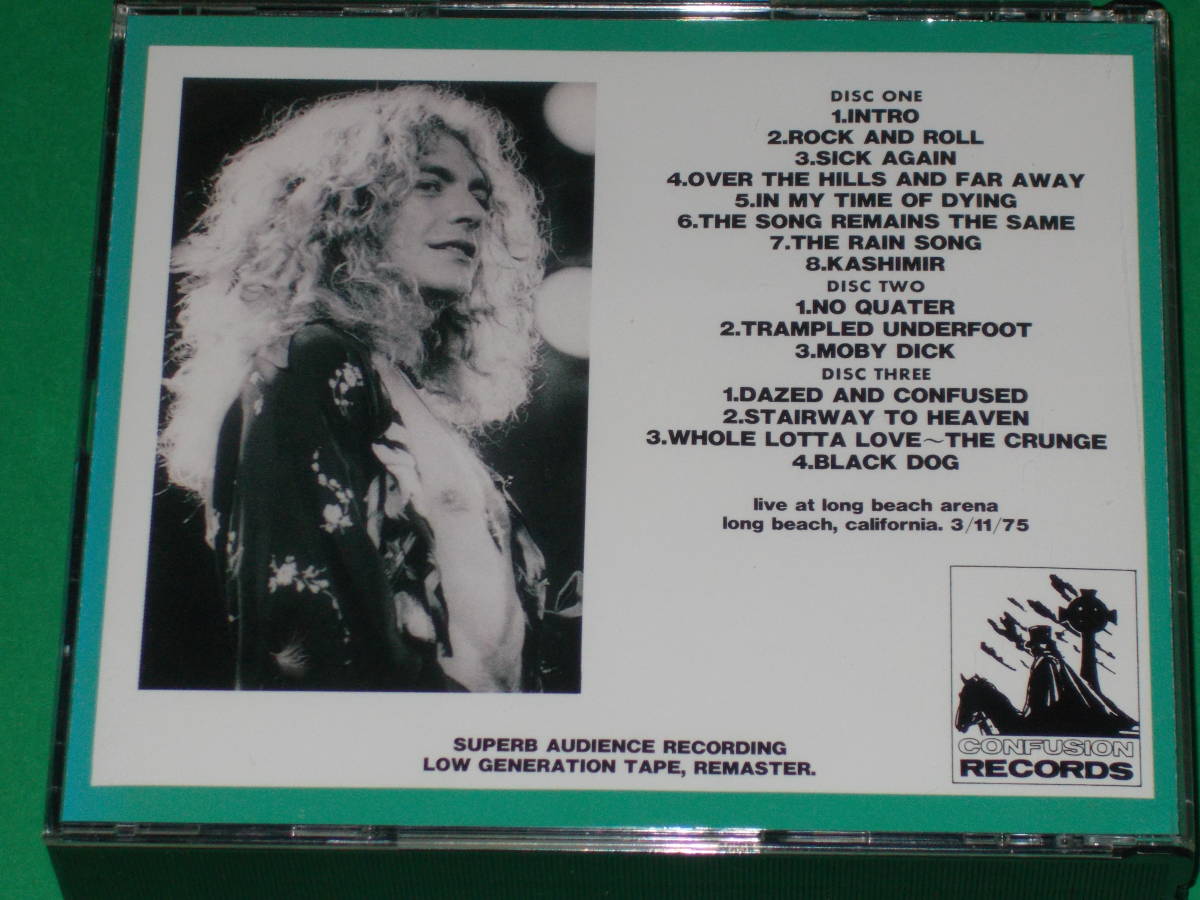 DISC ONE
1.INTRO
2.ROCK AND ROLL
3.SICK AGAIN
4.OVER THE HILLS AND FAR AWAY
5.IN MY TIME OF DYING
6.THE SONG REMAINS THE SAME
7.THE RAIN SONG
8.KASHIMIR
DISC TWO
1.NO QUATER
2.TRAMPLED UNDERFOOT
3.MOBY DICK
DISC THREE
1.DAZED AND CONFUSED
2.STAIRWAY TO HEAVEN
3.WHOLE LOTTA LOVE~THE CRUNGE
4.BLACK DOG
live at long beach arena
long beach, california. 3/11/75
SUPERB AUDIENCE RECORDING
LOW GENERATION TAPE, REMASTER.
CONFUSION
RECORDS